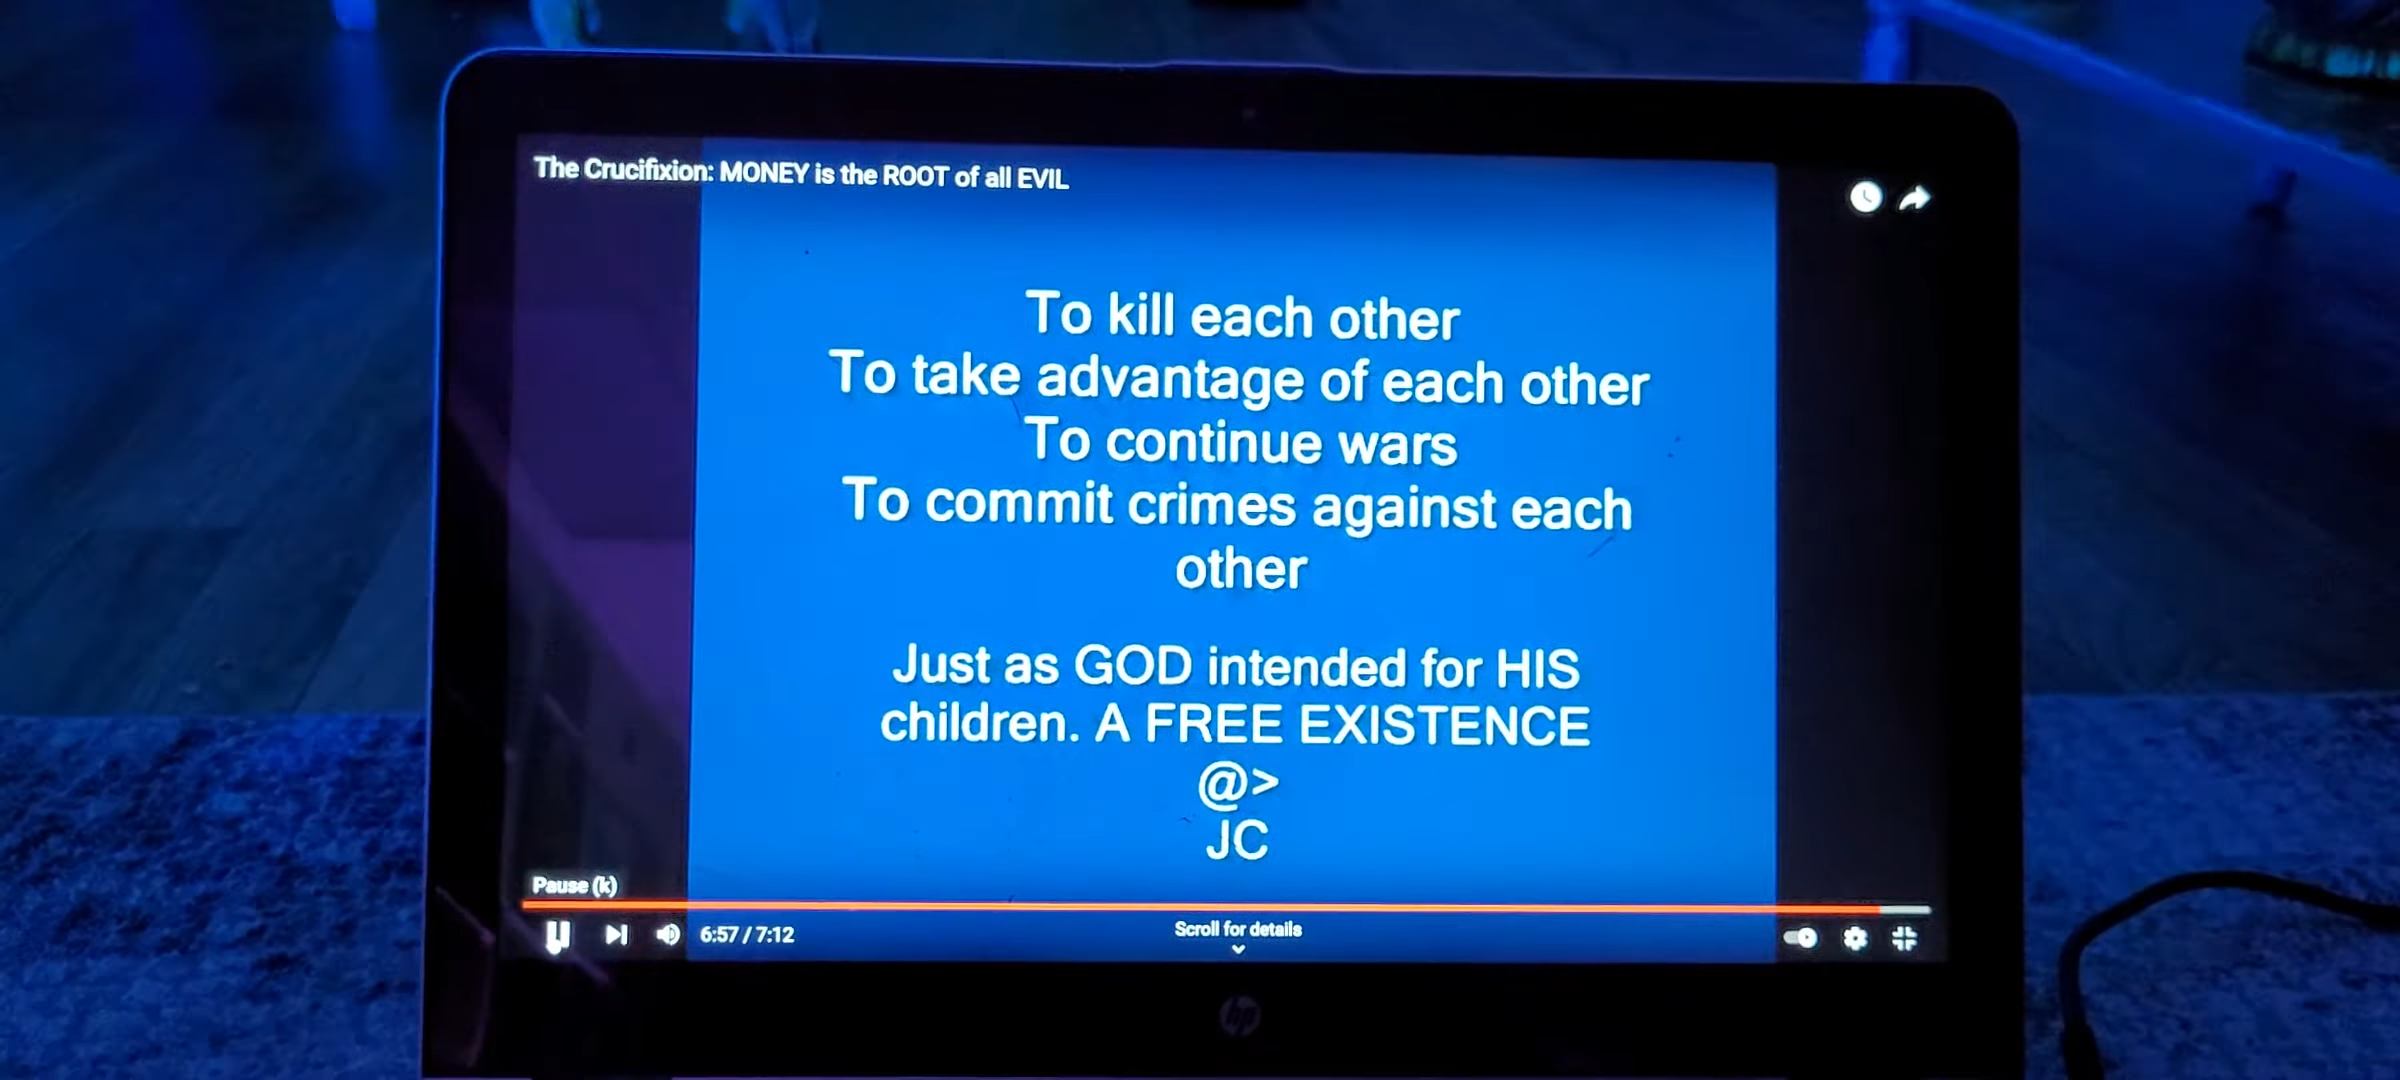 The Crucifixion: MONEY is the ROOT of all EVIL
To kill each other
To take advantage of each other
To continue wars
To commit crimes against each
other
Just as GOD intended for HIS
children. A FREE EXISTENCE
@>
JC
Pause (k)
6:57 / 7:12
Scroll for details
hp